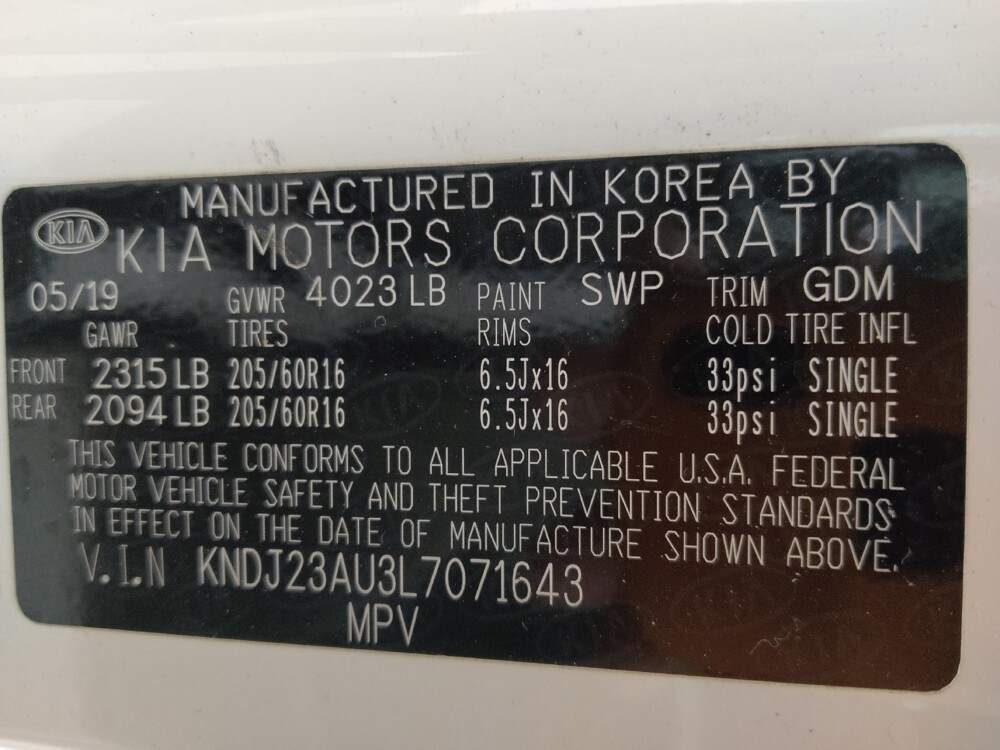 MANUFACTURED IN KOREA BY
KIA KIA MOTORS CORPORATION
05/19 GVWR 4023 LB PAINT SWP TRIM GDM
GAWR TIRES RIMS COLD TIRE INFL
FRONT 2315 LB 205/60R16 6.5Jx16 33psi SINGLE
REAR 2094 LB 205/60R16 6.5Jx16 33psi SINGLE
THIS VEHICLE CONFORMS TO ALL APPLICABLE U.S.A. FEDERAL
MOTOR VEHICLE SAFETY AND THEFT PREVENTION STANDARDS
IN EFFECT ON THE DATE OF MANUFACTURE SHOWN ABOVE.
V.I.N KNDJ23AU3L7071643
MPV